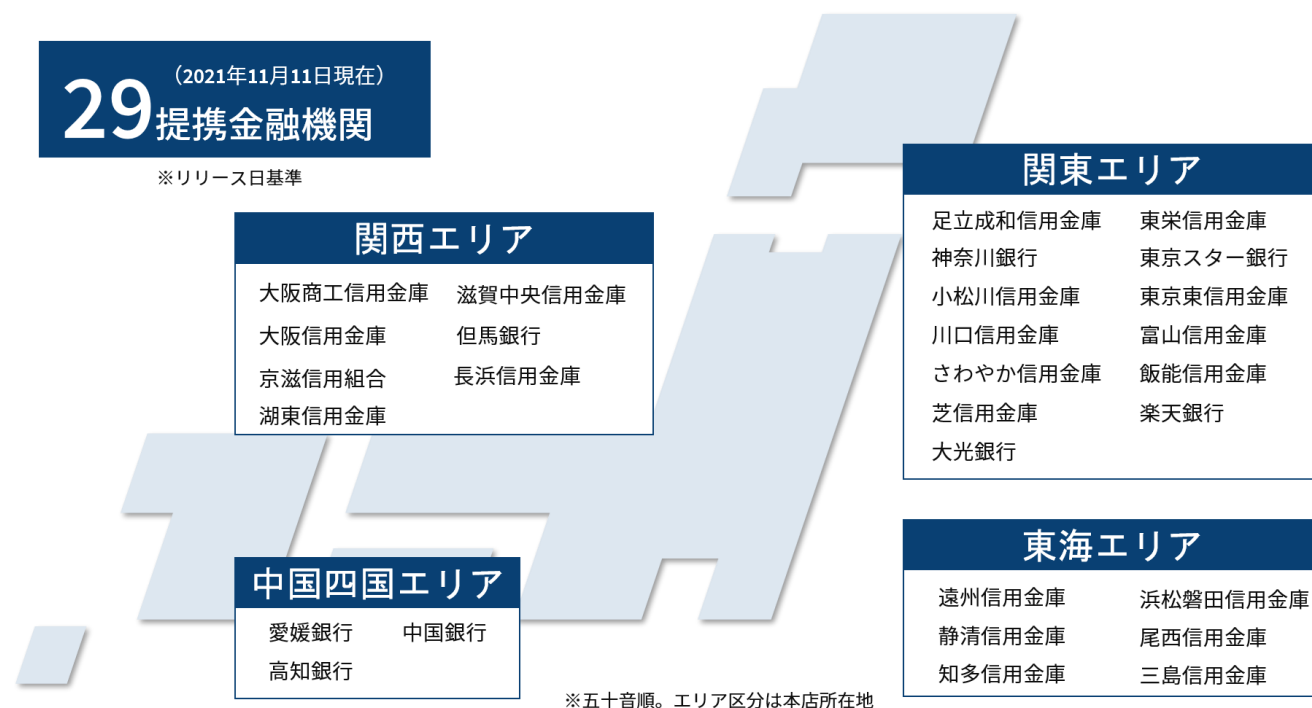 (2021年11月11日現在)
29提携金融機関
※リリース日基準
関西エリア
大阪商工信用金庫 滋賀中央信用金庫
大阪信用金庫 但馬銀行
京滋信用組合 長浜信用金庫
湖東信用金庫
関東エリア
足立成和信用金庫 東栄信用金庫
神奈川銀行 東京スター銀行
小松川信用金庫 東京東信用金庫
川口信用金庫 富山信用金庫
さわやか信用金庫 飯能信用金庫
芝信用金庫 楽天銀行
大光銀行
中国四国エリア
愛媛銀行 中国銀行
高知銀行
東海エリア
遠州信用金庫 浜松磐田信用金庫
静清信用金庫 尾西信用金庫
知多信用金庫 三島信用金庫
※五十音順。エリア区分は本店所在地